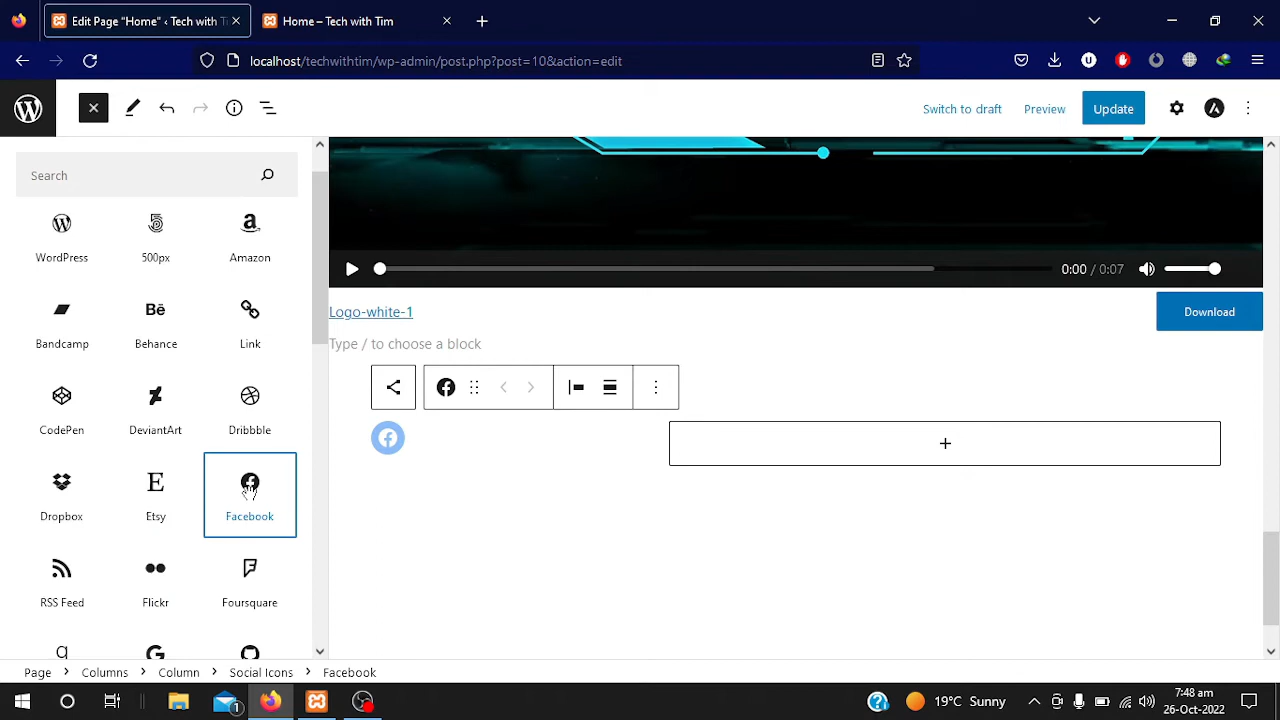 Edit Page “Home” ‹ Tech with Ti
Home – Tech with Tim
localhost/techwithtim/wp-admin/post.php?post=10&action=edit
Switch to draft
Preview
Update
Search
WordPress
500px
Amazon
Bandcamp
Behance
Link
CodePen
DeviantArt
Dribbble
Dropbox
Etsy
Facebook
RSS Feed
Flickr
Foursquare
0:00 / 0:07
Logo-white-1
Download
Type / to choose a block
Page
Columns
Column
Social Icons
Facebook
1
19°C Sunny
7:48 am
26-Oct-2022